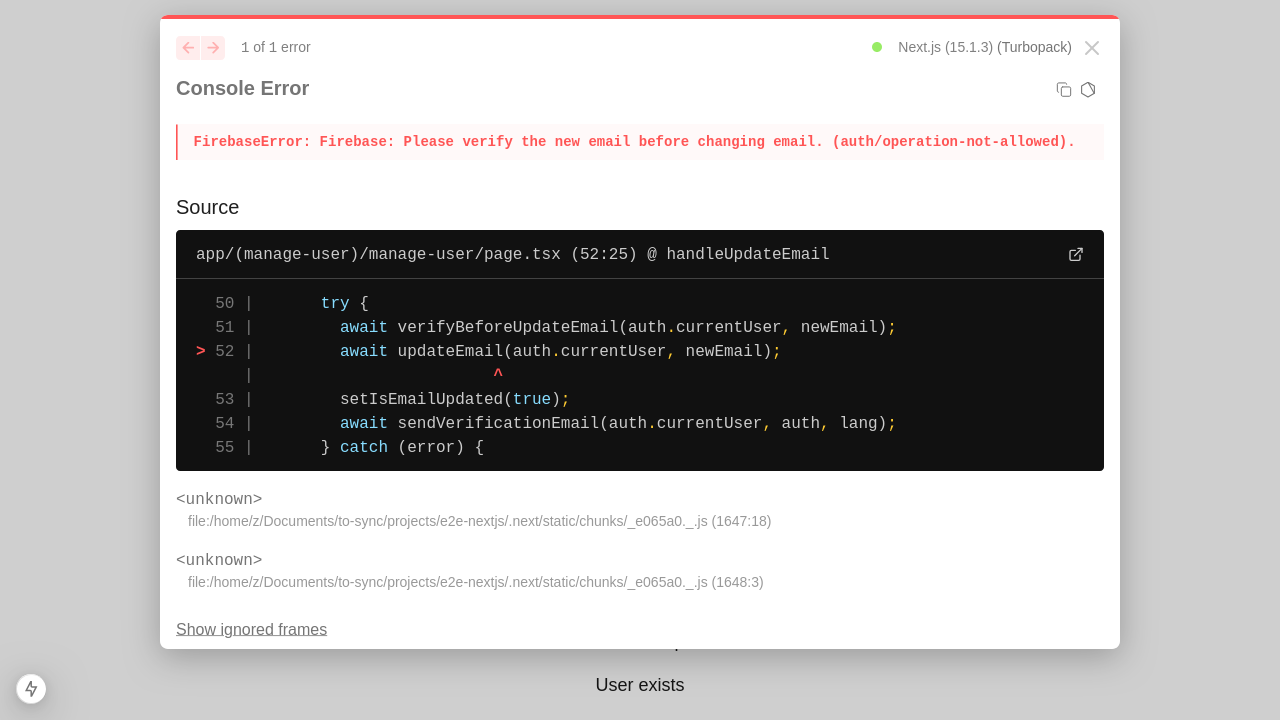 1 of 1 error
Next.js (15.1.3) (Turbopack)
Console Error
FirebaseError: Firebase: Please verify the new email before changing email. (auth/operation-not-allowed).
Source
app/(manage-user)/manage-user/page.tsx (52:25) @ handleUpdateEmail
50 | try {
51 | await verifyBeforeUpdateEmail(auth.currentUser, newEmail);
> 52 | await updateEmail(auth.currentUser, newEmail);
| ^
53 | setIsEmailUpdated(true);
54 | await sendVerificationEmail(auth.currentUser, auth, lang);
55 | } catch (error) {
<unknown>
file:/home/z/Documents/to-sync/projects/e2e-nextjs/.next/static/chunks/_e065a0._.js (1647:18)
<unknown>
file:/home/z/Documents/to-sync/projects/e2e-nextjs/.next/static/chunks/_e065a0._.js (1648:3)
Show ignored frames
User exists